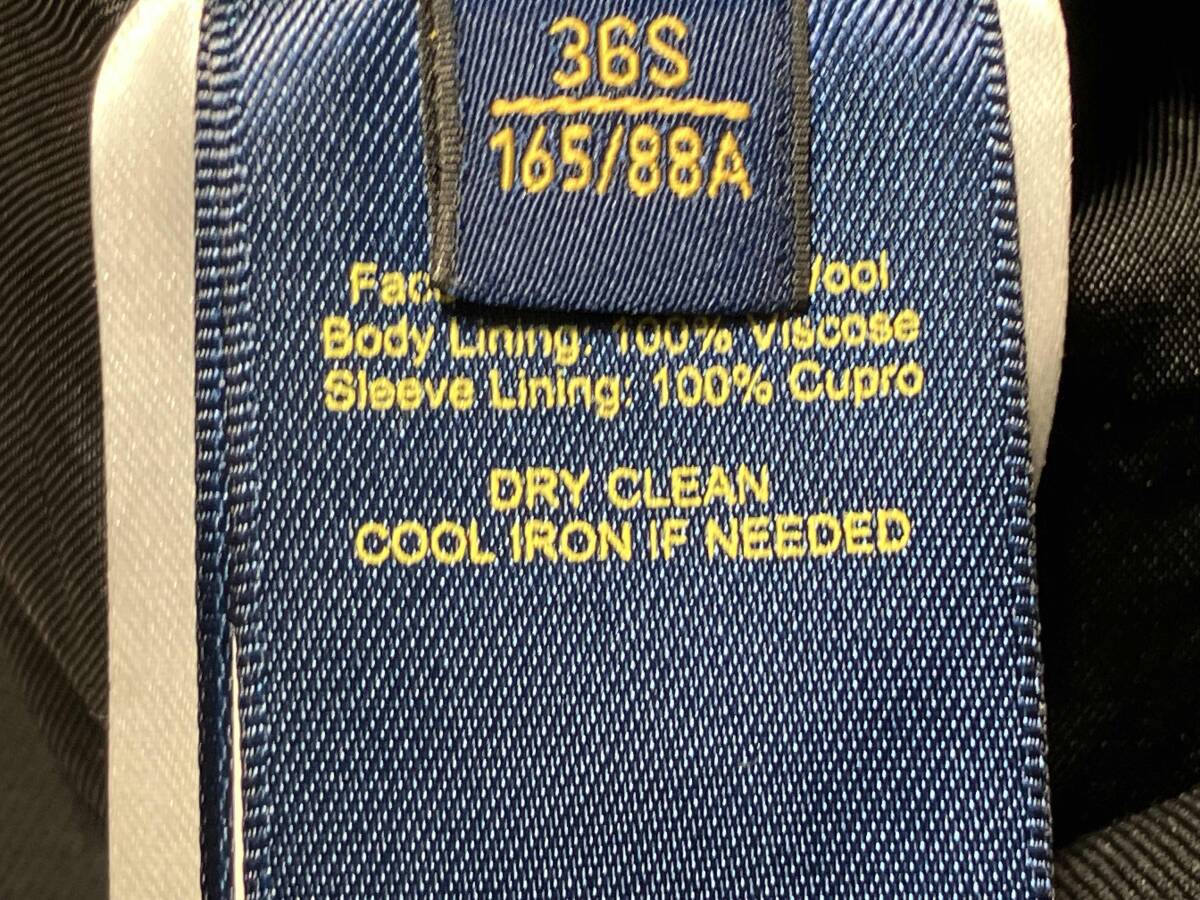 36S
165/88A
Body Lining: 100% Viscose
Sleeve Lining: 100% Cupro
DRY CLEAN
COOL IRON IF NEEDED